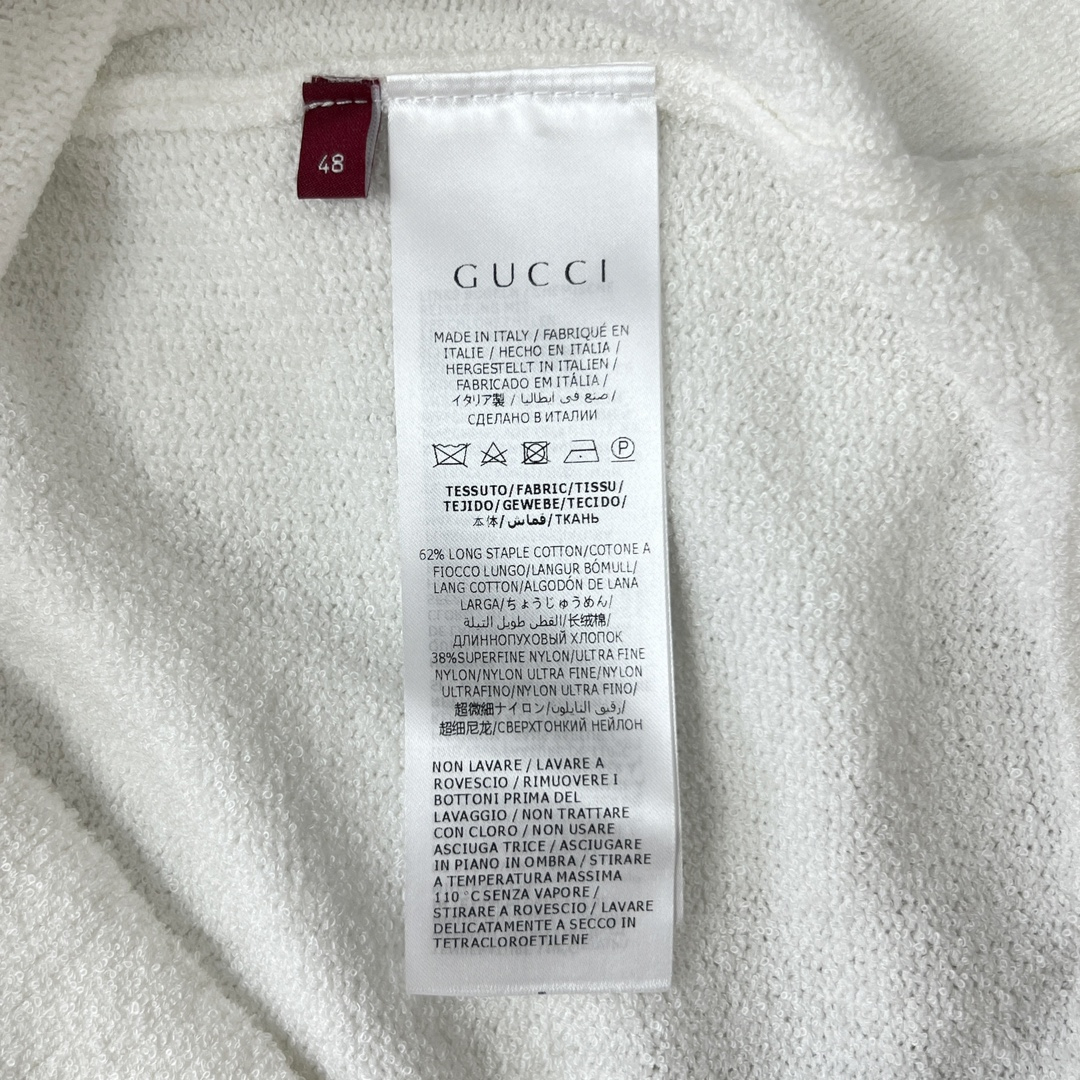 48
GUCCI
MADE IN ITALY / FABRIQUÉ EN
ITALIE / HECHO EN ITALIA /
HERGESTELLT IN ITALIEN /
FABRICADO EM ITÁLIA /
イタリア製 / صنع في ايطاليا /
СДЕЛАНО В ИТАЛИИ
P
TESSUTO/FABRIC/TISSU/
TEJIDO/GEWEBE/TECIDO/
本体/قماش/ТКАНЬ
62% LONG STAPLE COTTON/COTONE A
FIOCCO LUNGO/LANGUR BÓMULL/
LANG COTTON/ALGODÓN DE LANA
LARGA/ちょうじゅうめん/
القطن طويل التيلة/长绒棉/
ДЛИННОПУХОВЫЙ ХЛОПОК
38%SUPERFINE NYLON/ULTRA FINE
NYLON/NYLON ULTRA FINE/NYLON
ULTRAFINO/NYLON ULTRA FINO/
超微細ナイロン/رقيق النايلون/
超细尼龙/СВЕРХТОНКИЙ НЕЙЛОН
NON LAVARE / LAVARE A
ROVESCIO / RIMUOVERE I
BOTTONI PRIMA DEL
LAVAGGIO / NON TRATTARE
CON CLORO / NON USARE
ASCIUGA TRICE / ASCIUGARE
IN PIANO IN OMBRA / STIRARE
A TEMPERATURA MASSIMA
110 °C SENZA VAPORE /
STIRARE A ROVESCIO / LAVARE
DELICATAMENTE A SECCO IN
TETRACLOROETILENE